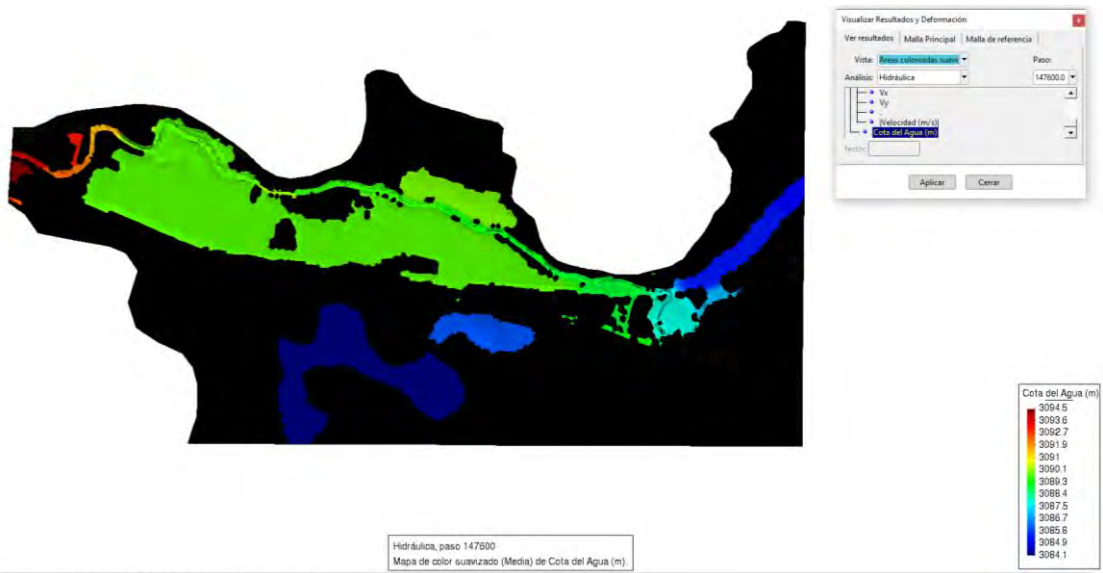 Visualizar Resultados y Deformación
x
Ver resultados Malla Principal Malla de referencia
Vista: Áreas coloreadas suave Paso:
Análisis: Hidráulica 147600.0
Vx
Vy
|Velocidad (m/s)|
Cota del Agua (m)
factor:
Aplicar Cerrar
Cota del Agua (m)
3094.5
3093.6
3092.7
3091.9
3091
3090.1
3089.3
3088.4
3087.5
3086.7
3085.8
3084.9
3084.1
Hidráulica, paso 147600
Mapa de color suavizado (Media) de Cota del Agua (m).